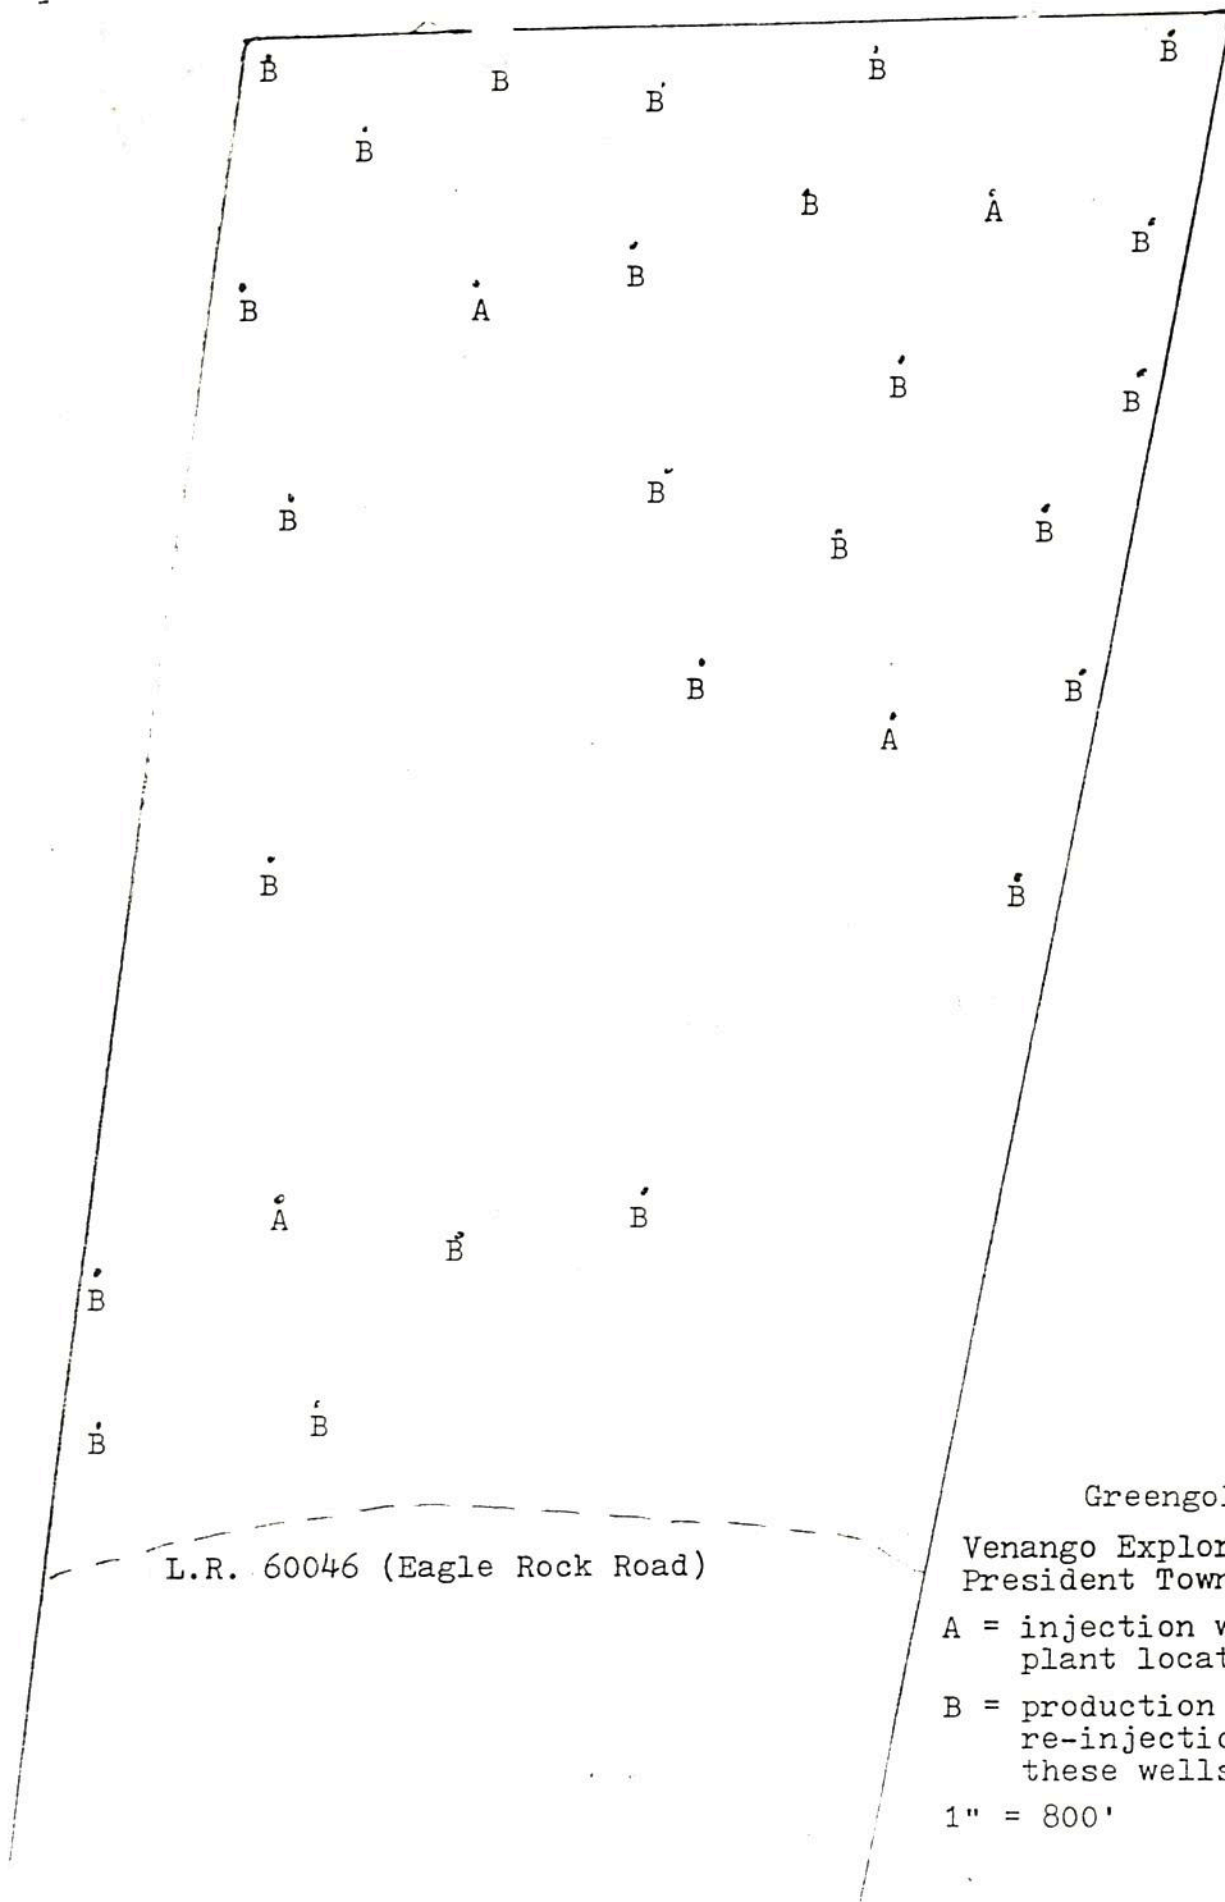 B B B B B
B
B A B
B
B A
B B
B B B B
B B
A
B B
A B B
B
B B
Greengol
L.R. 60046 (Eagle Rock Road)
Venango Explor
President Town
A = injection w
plant locat
B = production
re-injectio
these wells
1" = 800'